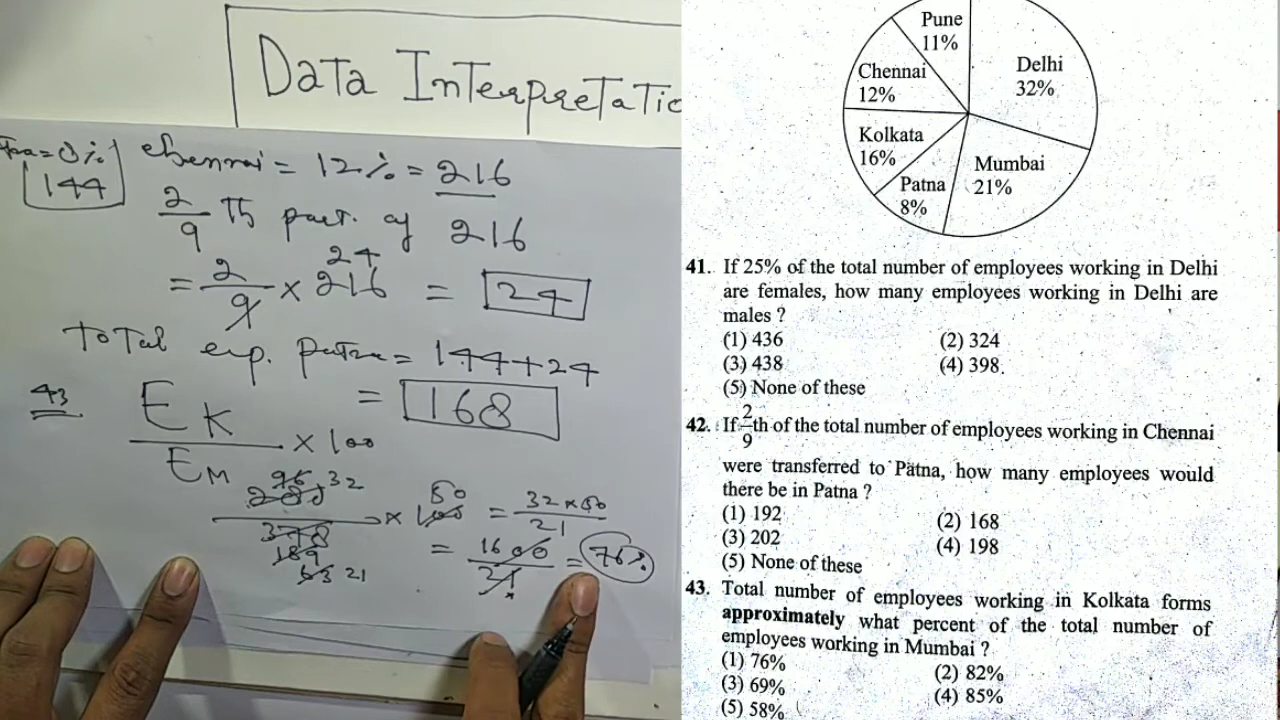 Data Interpretatio
144
Chennai = 12% = 216
2/9 Th part. of 216
24
= 2/9 × 216 = 24
ToTal emp. Patna = 144+24
= 168
43
EK/EM × 100
96 32
50
378 × 100 = 32×50/21
189
63 21
= 1600/21 = 76%
Pune
11%
Delhi
32%
Chennai
12%
Kolkata
16%
Mumbai
21%
Patna
8%
41. If 25% of the total number of employees working in Delhi
are females, how many employees working in Delhi are
males ?
(1) 436 (2) 324
(3) 438 (4) 398.
(5) None of these
42. If 2/9th of the total number of employees working in Chennai
were transferred to Patna, how many employees would
there be in Patna ?
(1) 192 (2) 168
(3) 202 (4) 198
(5) None of these
43. Total number of employees working in Kolkata forms
approximately what percent of the total number of
employees working in Mumbai ?
(1) 76% (2) 82%
(3) 69% (4) 85%
(5) 58%